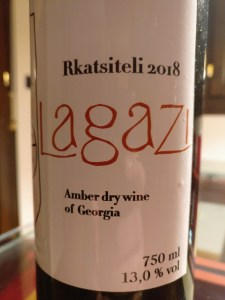 Rkatsiteli 2018
Lagazi
Amber dry wine
of Georgia
750 ml
13,0 % vol